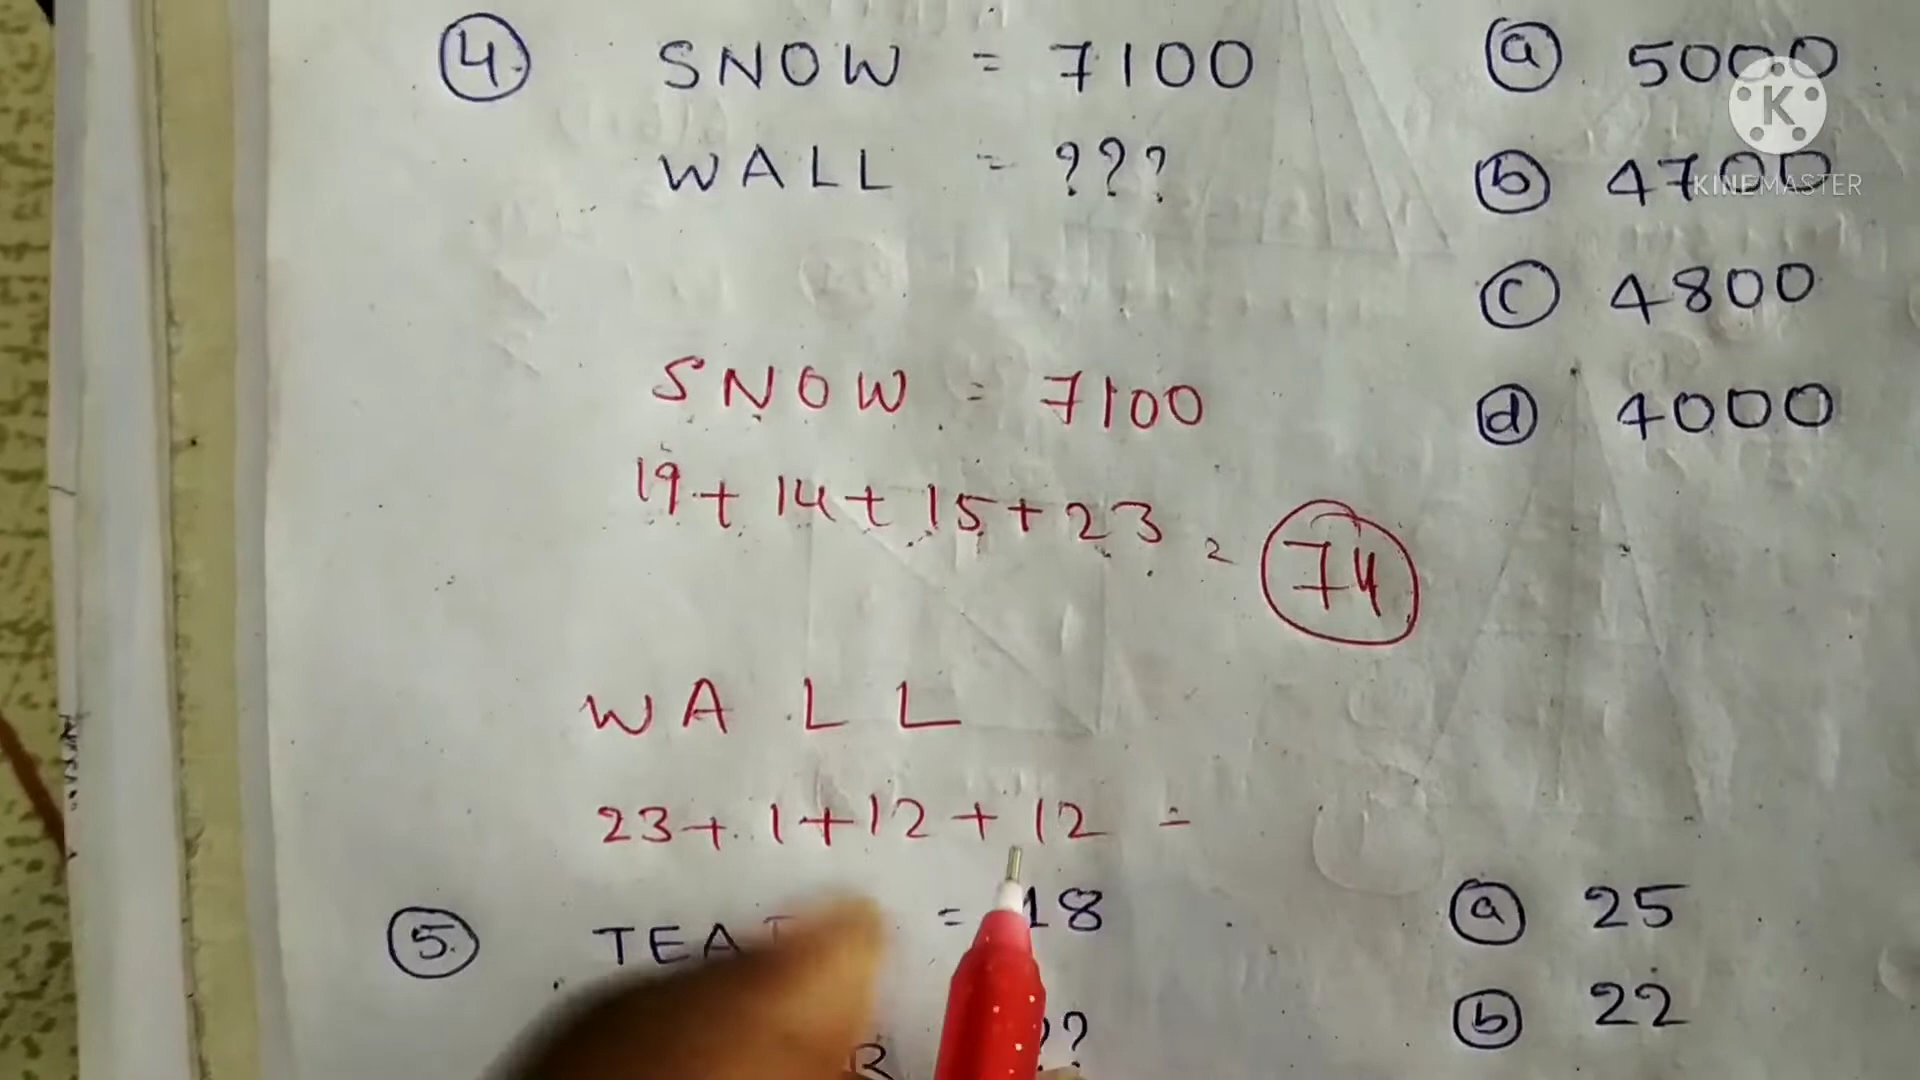 4. SNOW = 7100
WALL = ???
a 5000
b 4700
c 4800
d 4000
KINEMASTER
SNOW = 7100
19 + 14 + 15 + 23 = 74
WALL
23 + 1 + 12 + 12 =
5. = 18
??
a 25
b 22